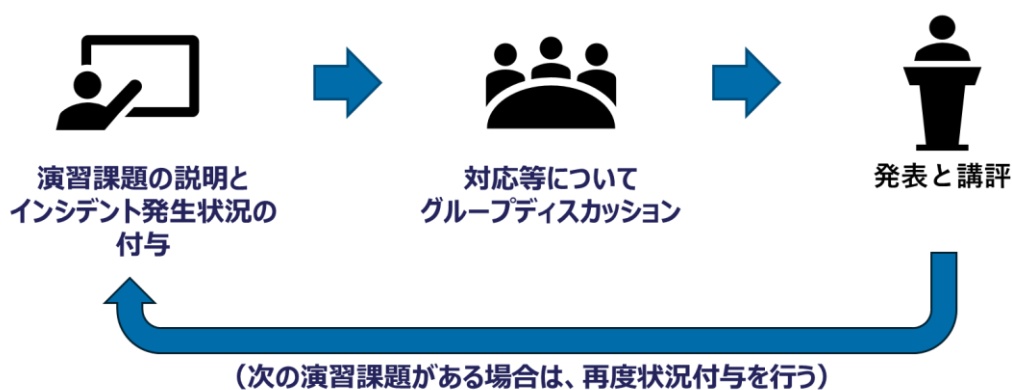 演習課題の説明と
インシデント発生状況の
付与
対応等について
グループディスカッション
発表と講評
(次の演習課題がある場合は、再度状況付与を行う)